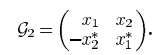 𝒢₂ = ( x₁ x₂
−x₂* x₁* ).